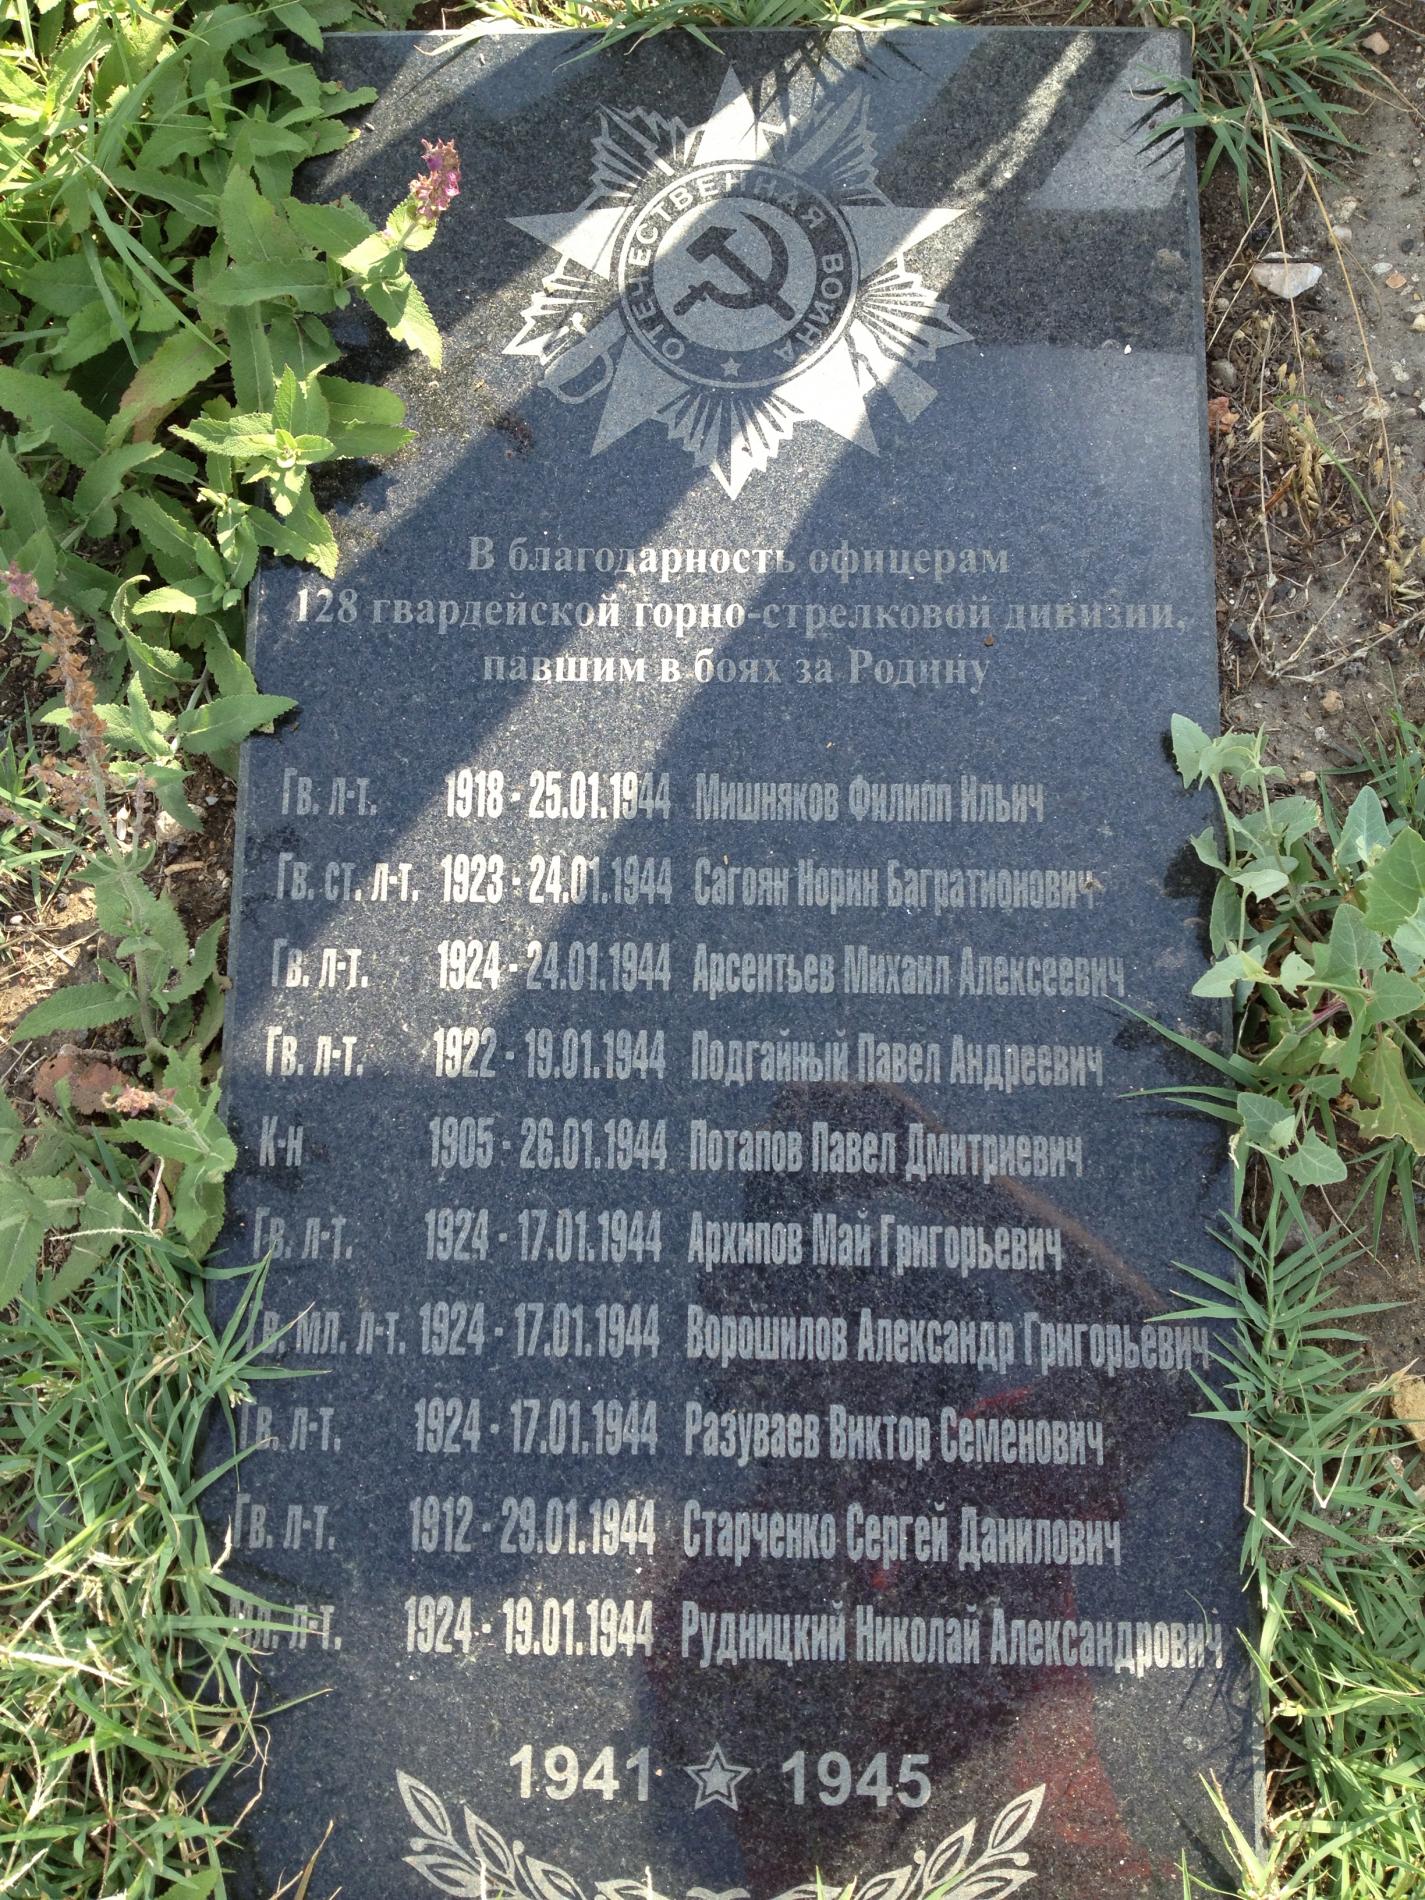 ОТЕЧЕСТВЕННАЯ ВОЙНА
В благодарность офицерам
128 гвардейской горно-стрелковой дивизии,
павшим в боях за Родину
Гв. л-т. 1918 - 25.01.1944 Мишняков Филипп Ильич
Гв. ст. л-т. 1923 - 24.01.1944 Сагоян Норин Багратионович
Гв. л-т. 1924 - 24.01.1944 Арсентьев Михаил Алексеевич
Гв. л-т. 1922 - 19.01.1944 Подгайный Павел Андреевич
К-н 1905 - 26.01.1944 Потапов Павел Дмитриевич
Гв. л-т. 1924 - 17.01.1944 Архипов Май Григорьевич
Гв. мл. л-т. 1924 - 17.01.1944 Ворошилов Александр Григорьевич
Гв. л-т. 1924 - 17.01.1944 Разуваев Виктор Семенович
Гв. л-т. 1912 - 29.01.1944 Старченко Сергей Данилович
Мл. л-т. 1924 - 19.01.1944 Рудницкий Николай Александрович
1941 1945